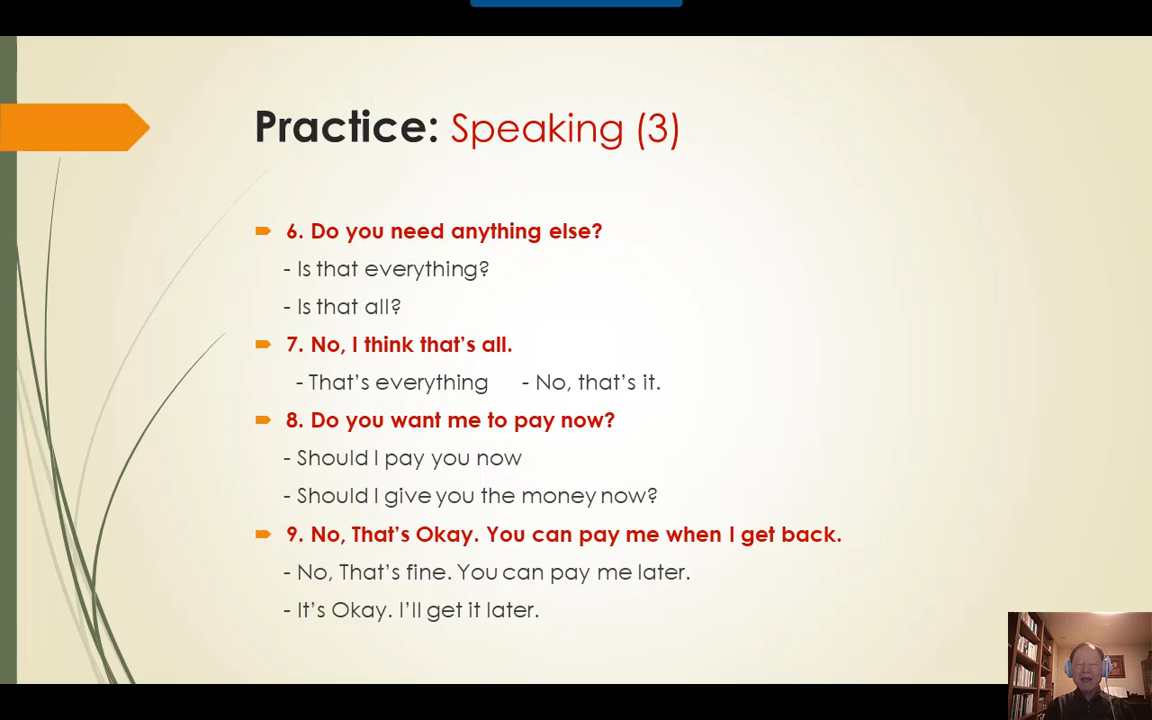 Practice: Speaking (3)
6. Do you need anything else?
- Is that everything?
- Is that all?
7. No, I think that's all.
- That's everything - No, that's it.
8. Do you want me to pay now?
- Should I pay you now
- Should I give you the money now?
9. No, That's Okay. You can pay me when I get back.
- No, That's fine. You can pay me later.
- It's Okay. I'll get it later.